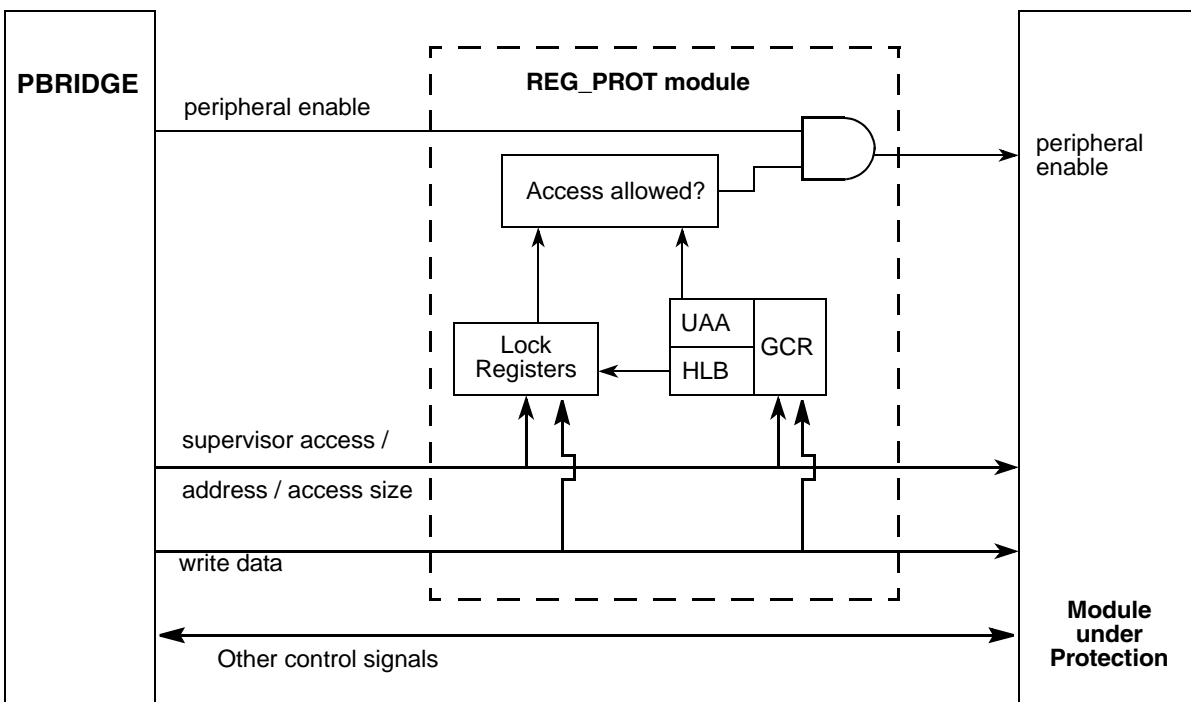 PBRIDGE
REG_PROT module
peripheral enable
peripheral
enable
Access allowed?
UAA
GCR
HLB
Lock
Registers
supervisor access /
address / access size
write data
Module
under
Protection
Other control signals